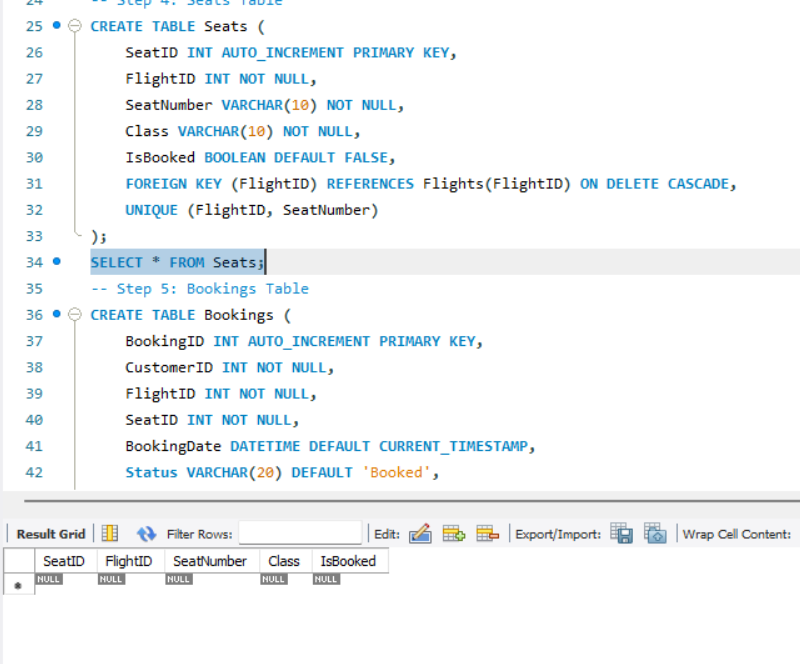 24 -- Step 4: Seats Table
25 CREATE TABLE Seats (
26 SeatID INT AUTO_INCREMENT PRIMARY KEY,
27 FlightID INT NOT NULL,
28 SeatNumber VARCHAR(10) NOT NULL,
29 Class VARCHAR(10) NOT NULL,
30 IsBooked BOOLEAN DEFAULT FALSE,
31 FOREIGN KEY (FlightID) REFERENCES Flights(FlightID) ON DELETE CASCADE,
32 UNIQUE (FlightID, SeatNumber)
33 );
34 SELECT * FROM Seats;
35 -- Step 5: Bookings Table
36 CREATE TABLE Bookings (
37 BookingID INT AUTO_INCREMENT PRIMARY KEY,
38 CustomerID INT NOT NULL,
39 FlightID INT NOT NULL,
40 SeatID INT NOT NULL,
41 BookingDate DATETIME DEFAULT CURRENT_TIMESTAMP,
42 Status VARCHAR(20) DEFAULT 'Booked',
Result Grid Filter Rows: Edit: Export/Import: Wrap Cell Content:
SeatID FlightID SeatNumber Class IsBooked
NULL NULL NULL NULL NULL